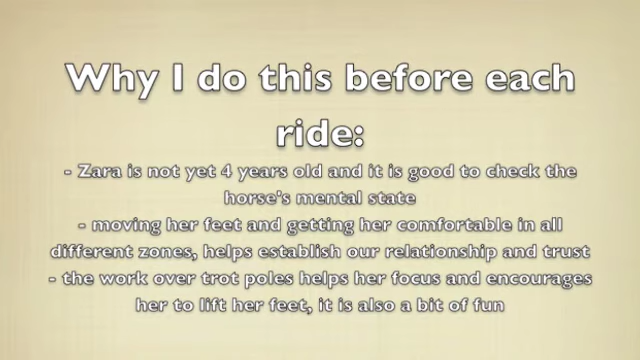 Why I do this before each
ride:
- Zara is not yet 4 years old and it is good to check the
horse's mental state
- moving her feet and getting her comfortable in all
different zones, helps establish our relationship and trust
- the work over trot poles helps her focus and encourages
her to lift her feet, it is also a bit of fun